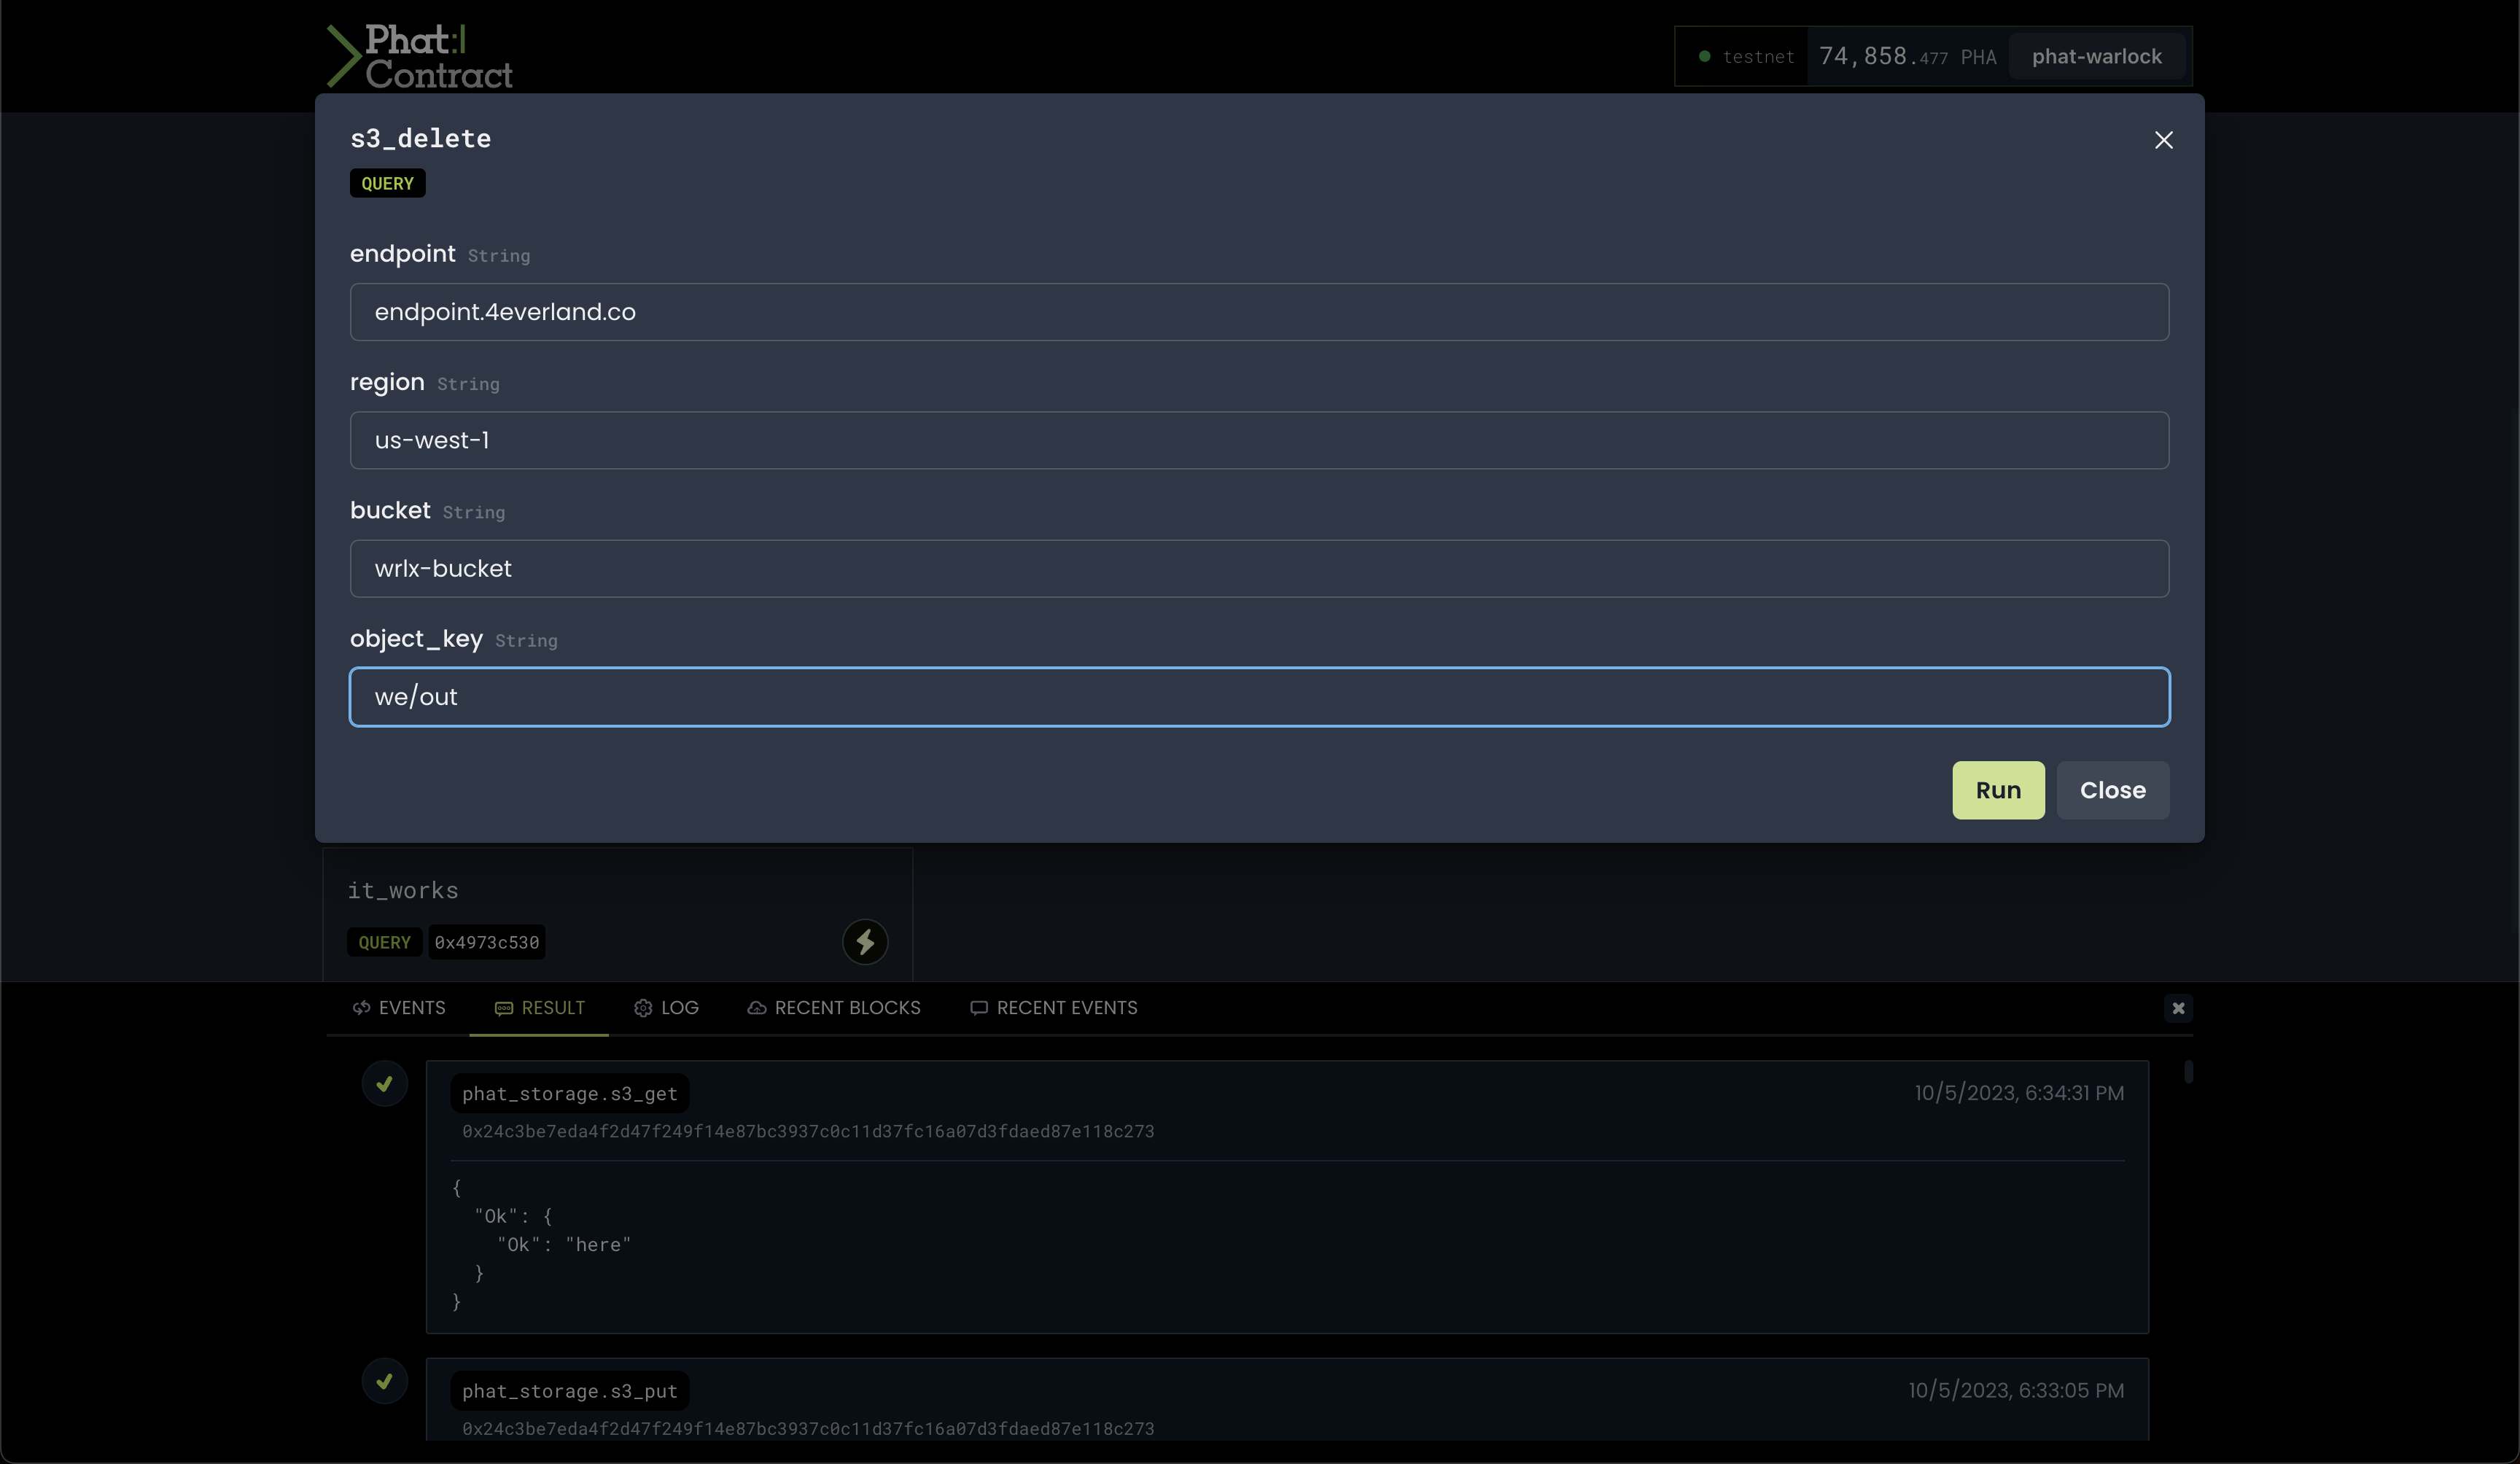 Phat:l
Contract
testnet 74,858.477 PHA phat-warlock
s3_delete
QUERY
endpoint String
endpoint.4everland.co
region String
us-west-1
bucket String
wrlx-bucket
object_key String
we/out
Run Close
it_works
QUERY 0x4973c530
EVENTS RESULT LOG RECENT BLOCKS RECENT EVENTS
phat_storage.s3_get 10/5/2023, 6:34:31 PM
0x24c3be7eda4f2d47f249f14e87bc3937c0c11d37fc16a07d3fdaed87e118c273
{
"Ok": {
"Ok": "here"
}
}
phat_storage.s3_put 10/5/2023, 6:33:05 PM
0x24c3be7eda4f2d47f249f14e87bc3937c0c11d37fc16a07d3fdaed87e118c273